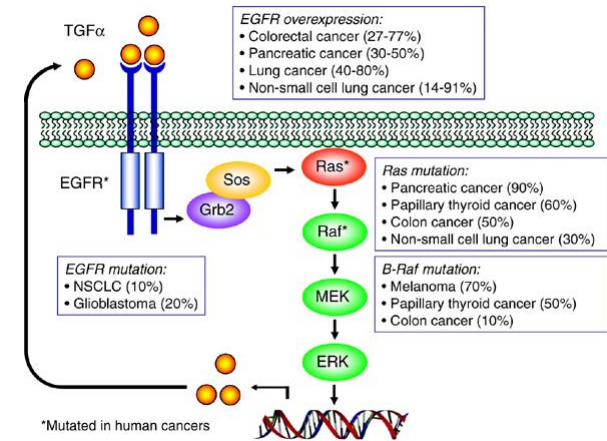 TGFα
EGFR overexpression:
• Colorectal cancer (27-77%)
• Pancreatic cancer (30-50%)
• Lung cancer (40-80%)
• Non-small cell lung cancer (14-91%)
EGFR*
Sos
Grb2
Ras*
Raf*
MEK
ERK
Ras mutation:
• Pancreatic cancer (90%)
• Papillary thyroid cancer (60%)
• Colon cancer (50%)
• Non-small cell lung cancer (30%)
EGFR mutation:
• NSCLC (10%)
• Glioblastoma (20%)
B-Raf mutation:
• Melanoma (70%)
• Papillary thyroid cancer (50%)
• Colon cancer (10%)
*Mutated in human cancers